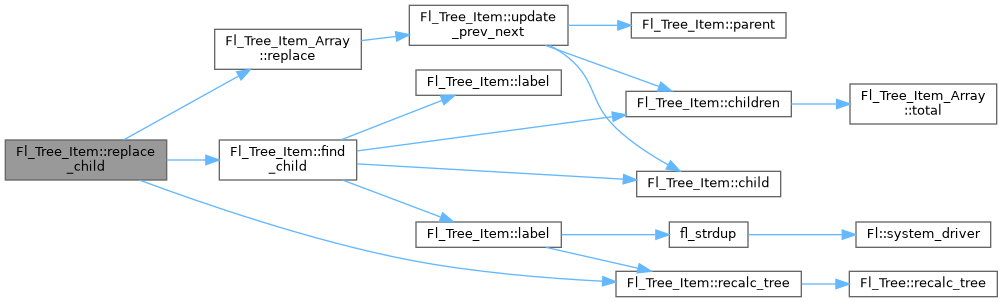 Fl_Tree_Item::replace
_child
Fl_Tree_Item_Array
::replace
Fl_Tree_Item::update
_prev_next
Fl_Tree_Item::parent
Fl_Tree_Item::label
Fl_Tree_Item::children
Fl_Tree_Item_Array
::total
Fl_Tree_Item::find
_child
Fl_Tree_Item::child
Fl_Tree_Item::label
fl_strdup
Fl::system_driver
Fl_Tree_Item::recalc_tree
Fl_Tree::recalc_tree